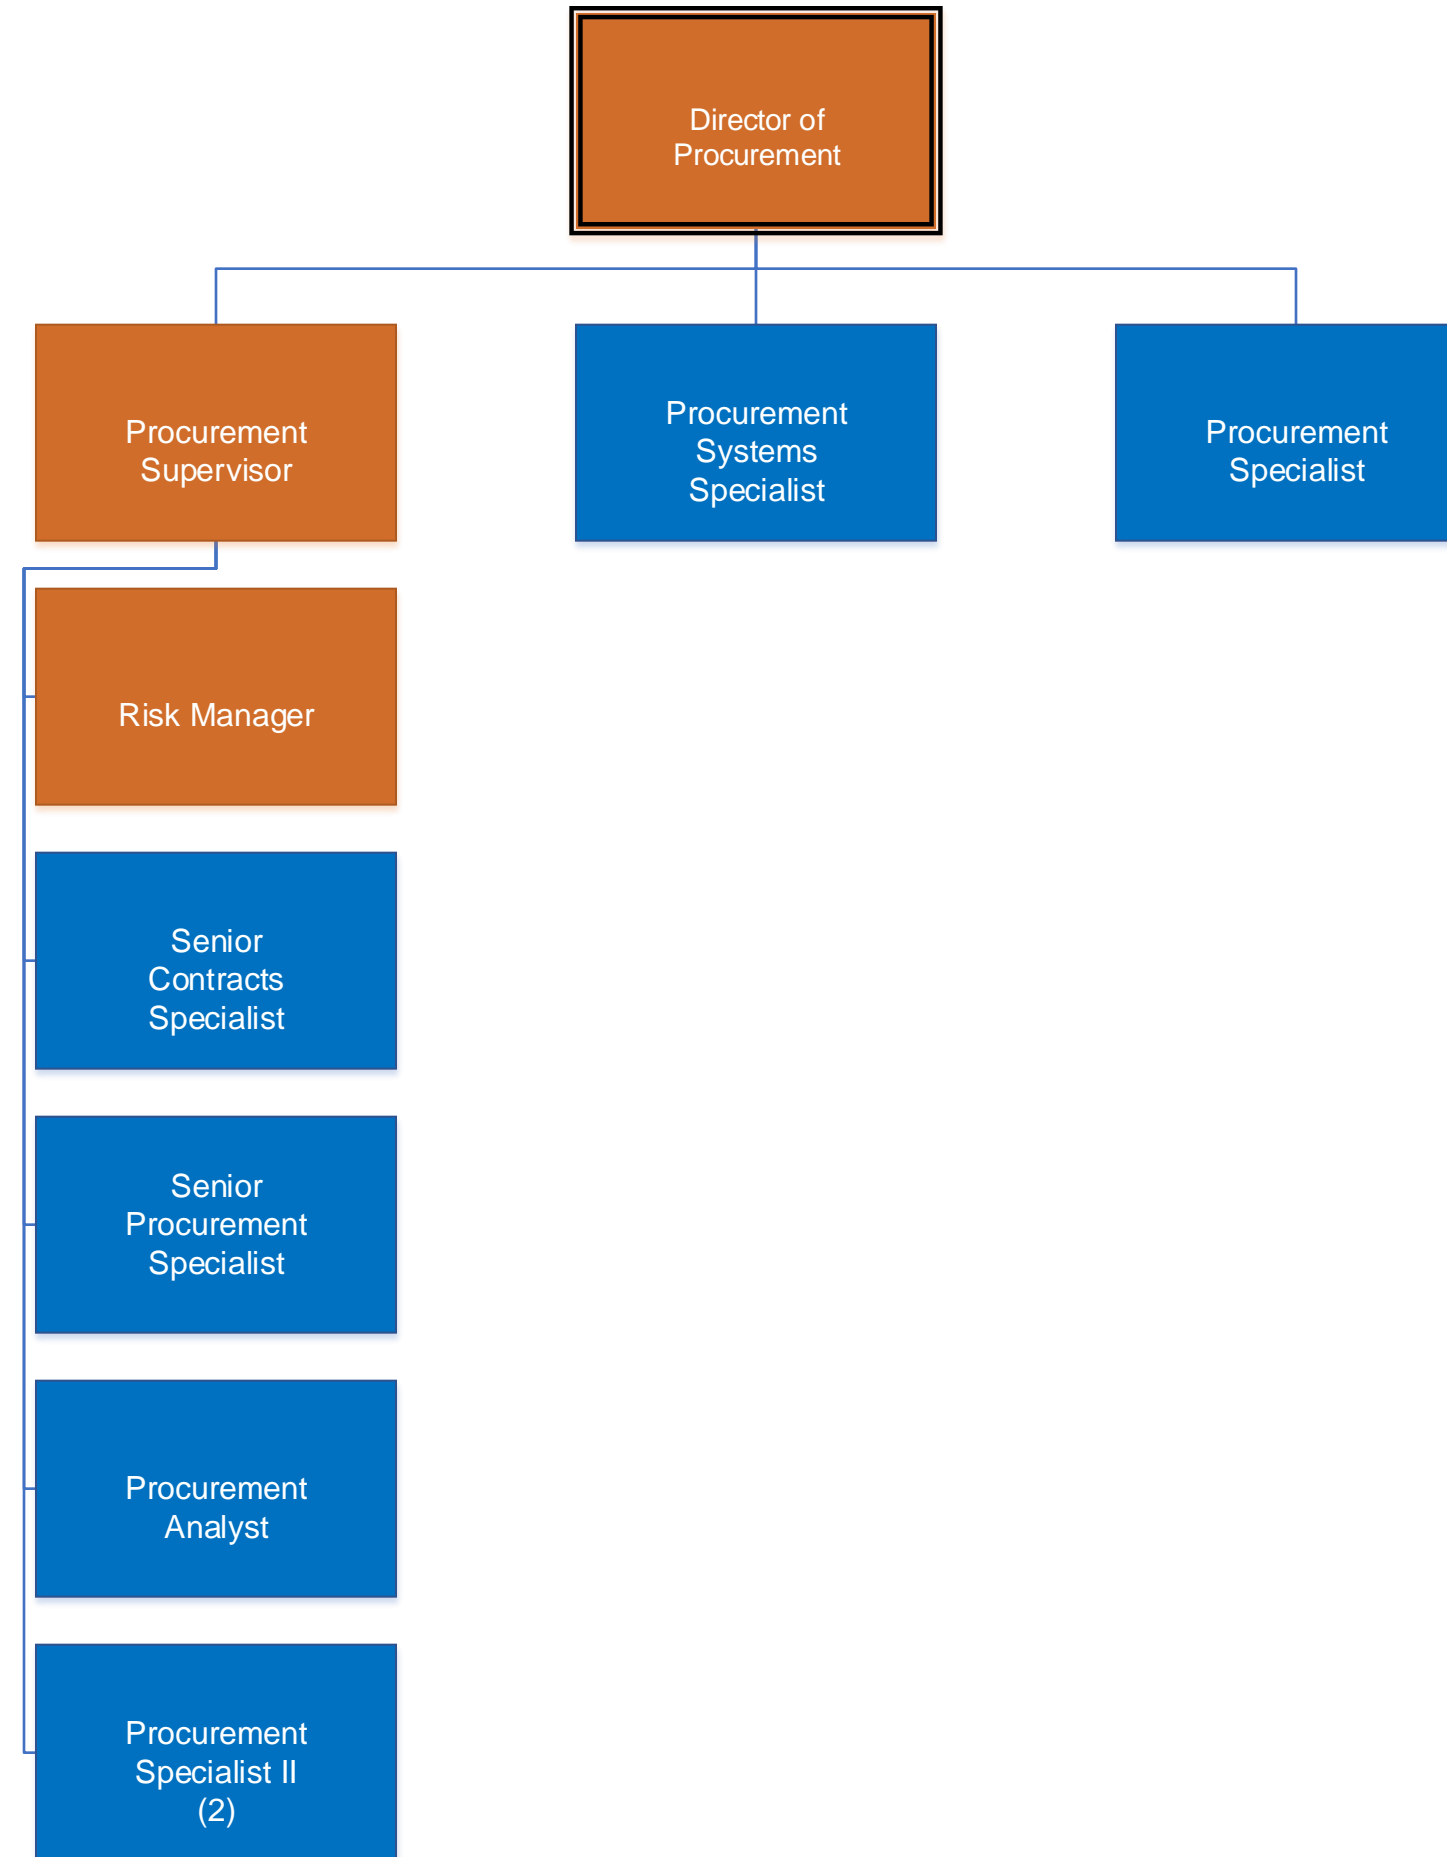 Director of
Procurement
Procurement
Supervisor
Procurement
Systems
Specialist
Procurement
Specialist
Risk Manager
Senior
Contracts
Specialist
Senior
Procurement
Specialist
Procurement
Analyst
Procurement
Specialist II
(2)